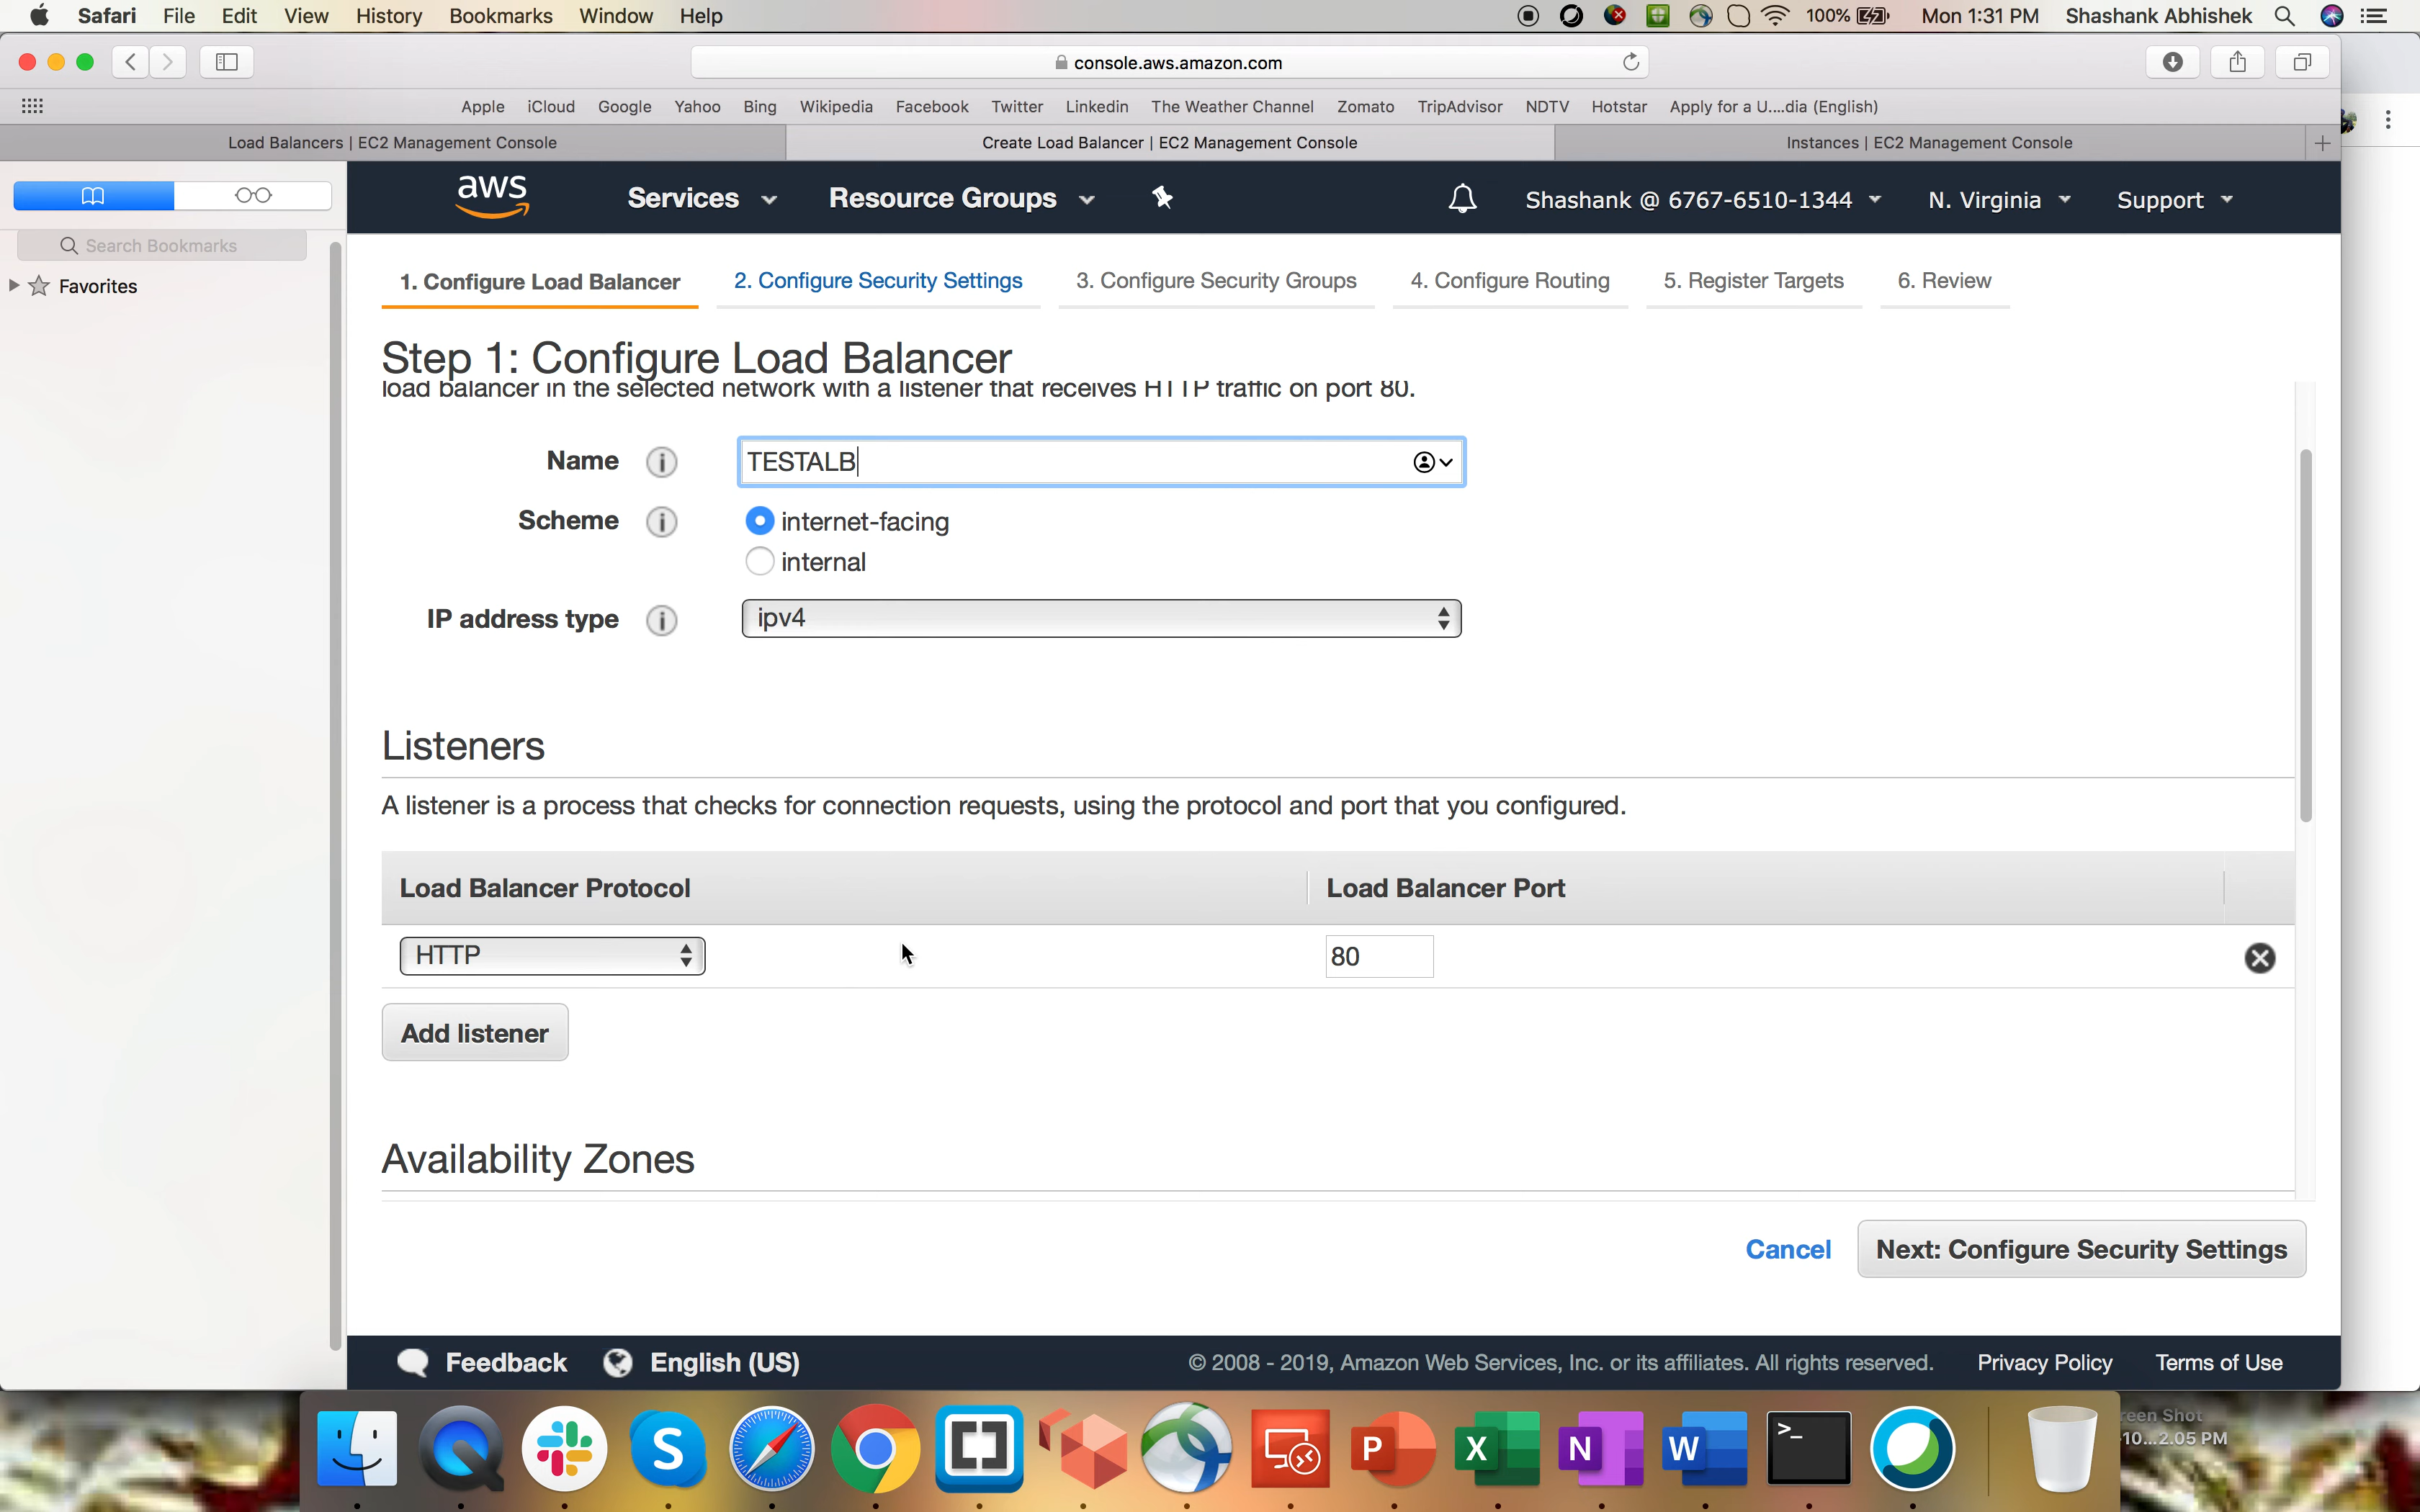 Safari File Edit View History Bookmarks Window Help 100% Mon 1:31 PM Shashank Abhishek
console.aws.amazon.com
Apple iCloud Google Yahoo Bing Wikipedia Facebook Twitter Linkedin The Weather Channel Zomato TripAdvisor NDTV Hotstar Apply for a U....dia (English)
Load Balancers | EC2 Management Console Create Load Balancer | EC2 Management Console Instances | EC2 Management Console
aws Services Resource Groups Shashank @ 6767-6510-1344 N. Virginia Support
Search Bookmarks
Favorites
1. Configure Load Balancer 2. Configure Security Settings 3. Configure Security Groups 4. Configure Routing 5. Register Targets 6. Review
Step 1: Configure Load Balancer
load balancer in the selected network with a listener that receives HTTP traffic on port 80.
Name i TESTALB
Scheme i internet-facing
internal
IP address type i ipv4
Listeners
A listener is a process that checks for connection requests, using the protocol and port that you configured.
Load Balancer Protocol Load Balancer Port
HTTP 80
Add listener
Availability Zones
Cancel Next: Configure Security Settings
Feedback English (US) © 2008 - 2019, Amazon Web Services, Inc. or its affiliates. All rights reserved. Privacy Policy Terms of Use
Shot
10...2.05 PM
S P X N W >_